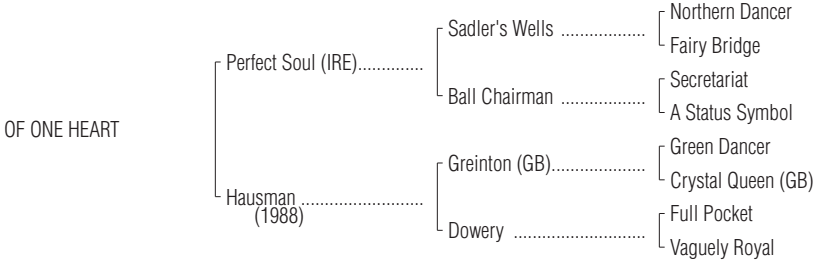 Northern Dancer
Sadler's Wells ..................
Fairy Bridge
Perfect Soul (IRE)..............
Secretariat
Ball Chairman ..................
A Status Symbol
OF ONE HEART
Green Dancer
Greinton (GB)....................
Crystal Queen (GB)
Hausman ..........................
(1988)
Full Pocket
Dowery ............................
Vaguely Royal